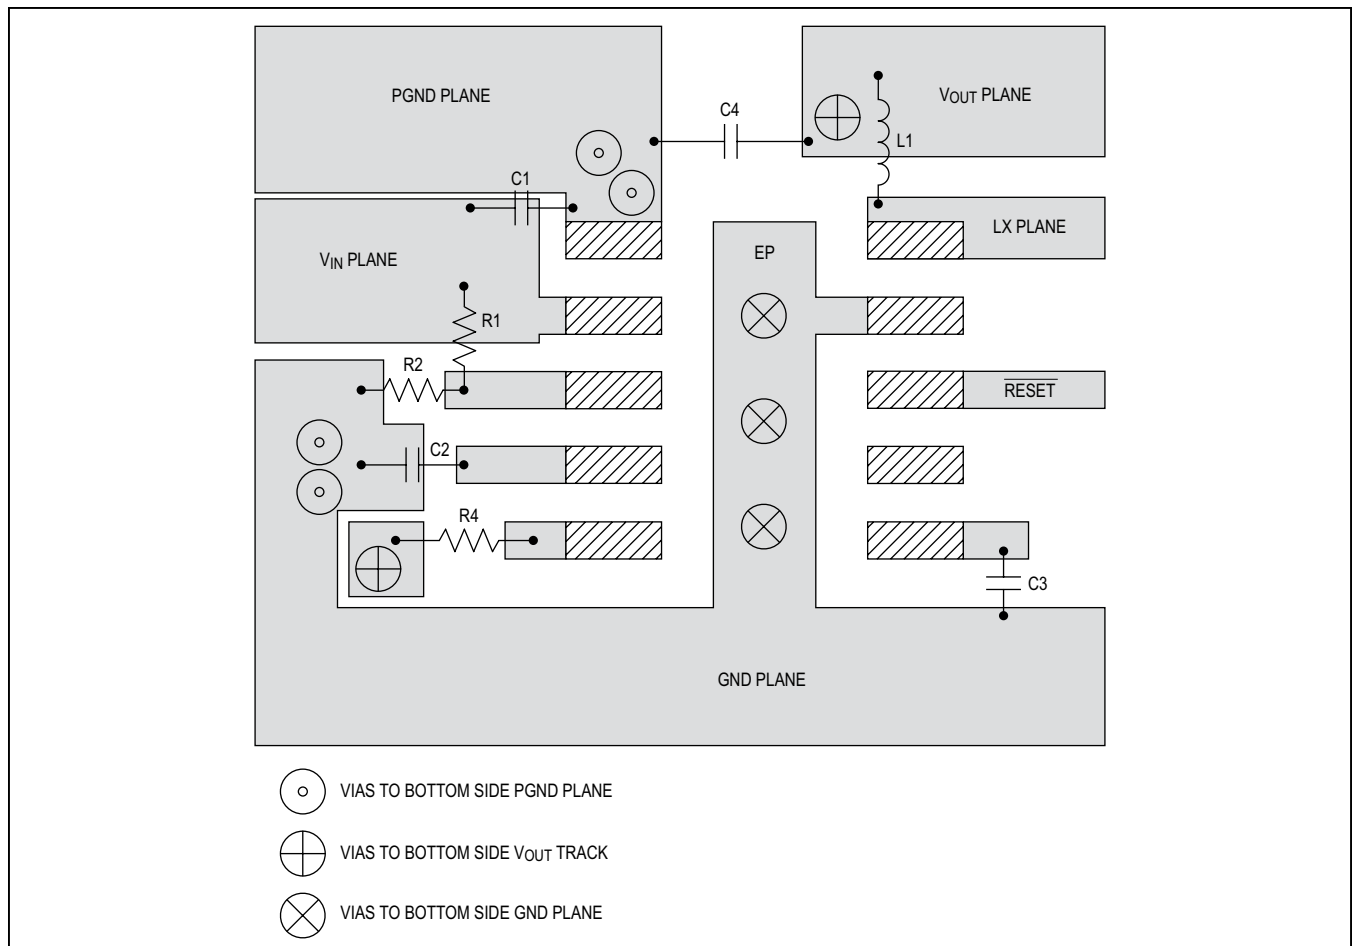 PGND PLANE
VOUT PLANE
C4
L1
C1
LX PLANE
VIN PLANE
EP
R1
R2
RESET
C2
R4
C3
GND PLANE
VIAS TO BOTTOM SIDE PGND PLANE
VIAS TO BOTTOM SIDE VOUT TRACK
VIAS TO BOTTOM SIDE GND PLANE